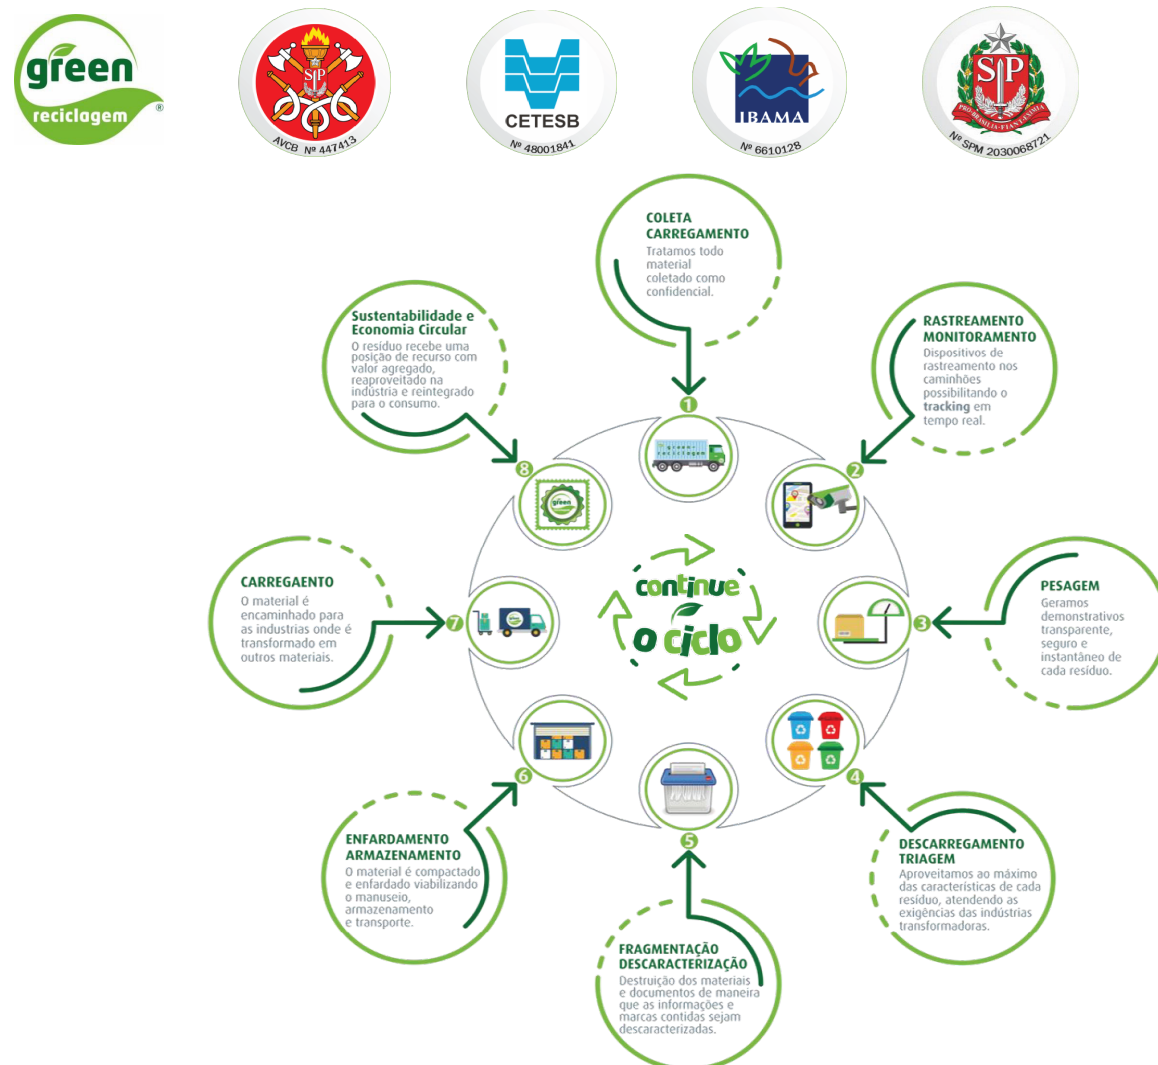 green
reciclagem
®
SP
AVCB Nº 447413
CETESB
Nº 48001841
IBAMA
Nº 6610128
S P
PRO·BRASILIA·FIANT·EXIMIA
Nº SPM 2030068721
COLETA
CARREGAMENTO
Tratamos todo
material
coletado como
confidencial.
1
green
reciclagem
RASTREAMENTO
MONITORAMENTO
Dispositivos de
rastreamento nos
caminhões
possibilitando o
tracking em
tempo real.
2
PESAGEM
Geramos
demonstrativos
transparente,
seguro e
instantâneo de
cada resíduo.
3
DESCARREGAMENTO
TRIAGEM
Aproveitamos ao máximo
das características de cada
resíduo, atendendo as
exigências das indústrias
transformadoras.
4
FRAGMENTAÇÃO
DESCARACTERIZAÇÃO
Destruição dos materiais
e documentos de maneira
que as informações e
marcas contidas sejam
descaracterizadas.
5
ENFARDAMENTO
ARMAZENAMENTO
O material é compactado
e enfardado viabilizando
o manuseio,
armazenamento
e transporte.
6
CARREGAENTO
O material é
encaminhado para
as industrias onde é
transformado em
outros materiais.
7
Sustentabilidade e
Economia Circular
O resíduo recebe uma
posição de recurso com
valor agregado,
reaproveitado na
indústria e reintegrado
para o consumo.
8
green
continue
o ciclo